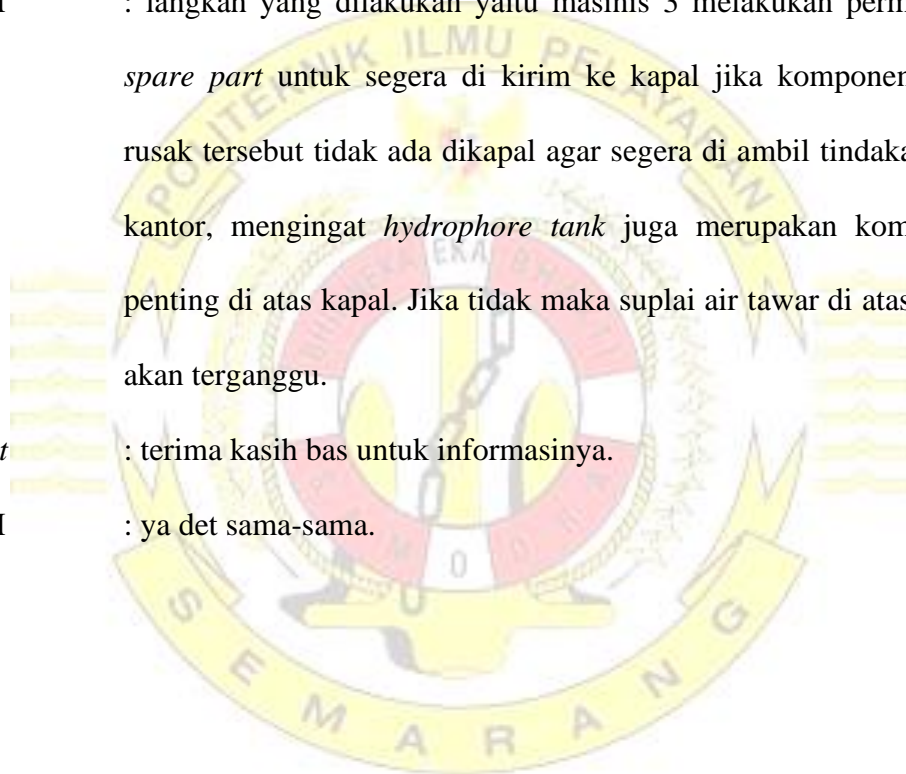 : langkah yang dilakukan yaitu masinis 3 melakukan perm
spare part untuk segera di kirim ke kapal jika komponen
rusak tersebut tidak ada dikapal agar segera di ambil tindaka
kantor, mengingat hydrophore tank juga merupakan kom
penting di atas kapal. Jika tidak maka suplai air tawar di atas
akan terganggu.
t : terima kasih bas untuk informasinya.
I : ya det sama-sama.
POLITEKNIK ILMU PELAYARAN
SEMARANG